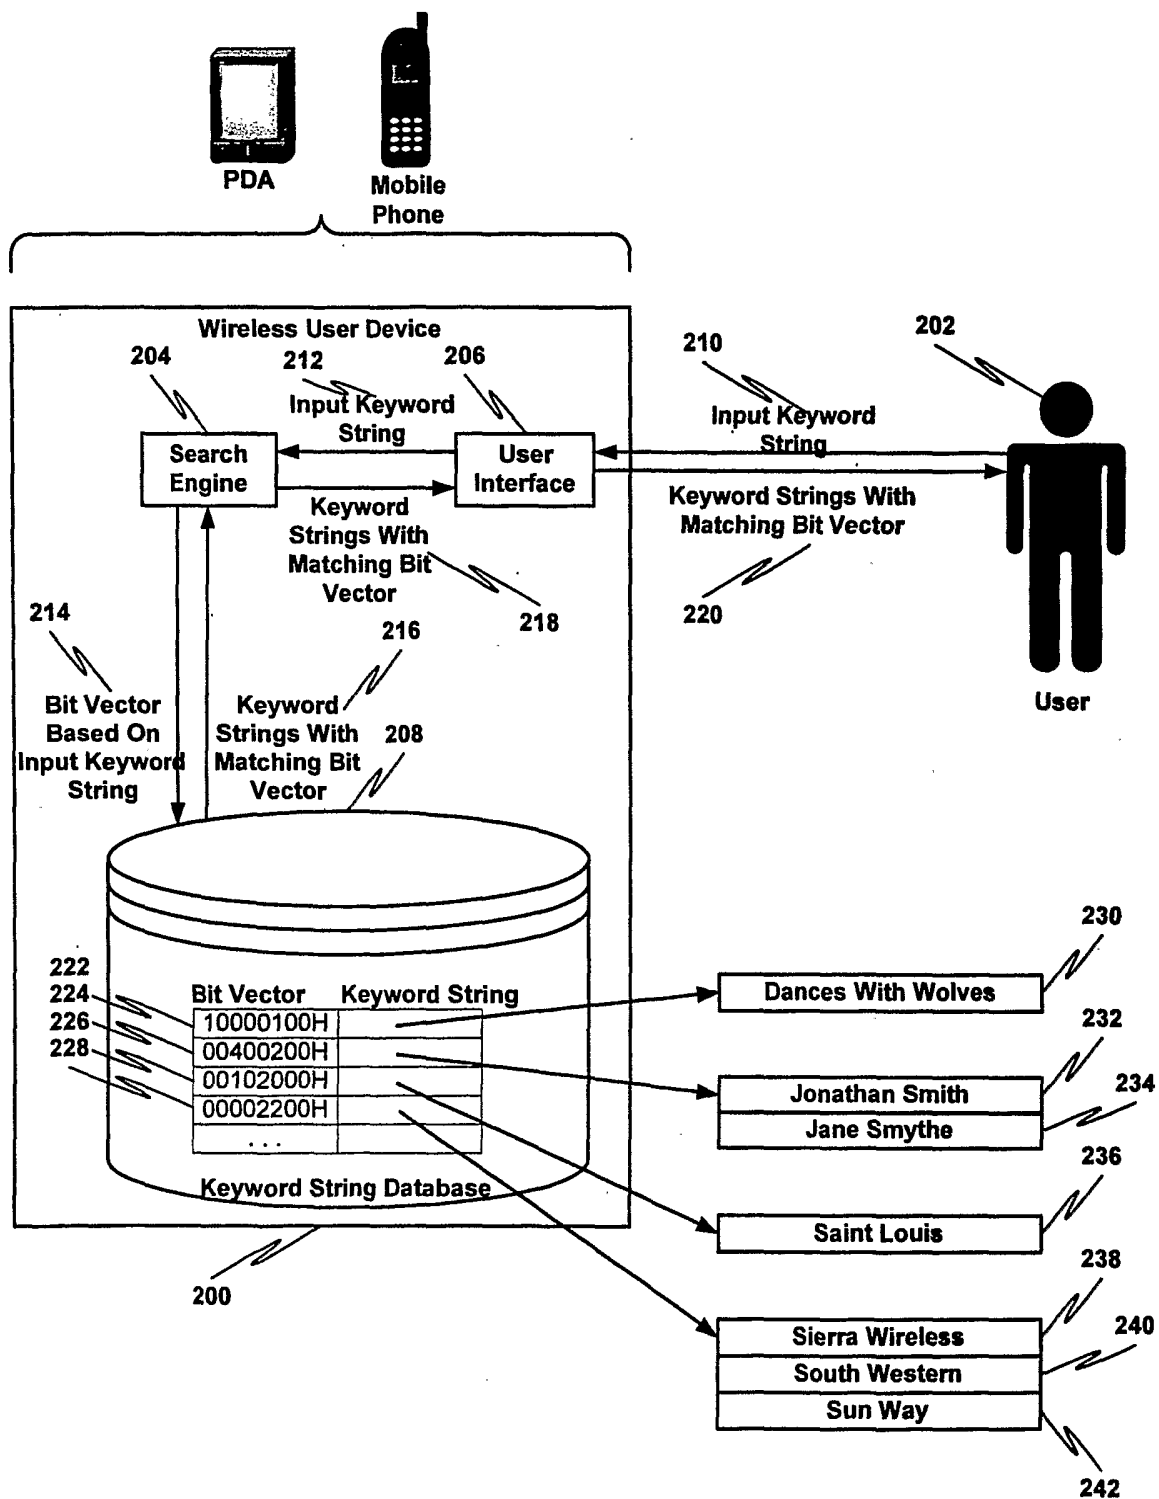 PDA
Mobile
Phone
Wireless User Device
204
212
206
210
202
Input Keyword
String
Input Keyword
String
Search
Engine
User
Interface
Keyword
Strings With
Matching Bit
Vector
Keyword Strings With
Matching Bit Vector
214
216
218
220
User
Bit Vector
Based On
Input Keyword
String
Keyword
Strings With
Matching Bit
Vector
208
222
224
226
228
Bit Vector Keyword String
10000100H
00400200H
00102000H
00002200H
...
Keyword String Database
200
230
Dances With Wolves
232
Jonathan Smith
234
Jane Smythe
236
Saint Louis
238
Sierra Wireless
240
South Western
Sun Way
242